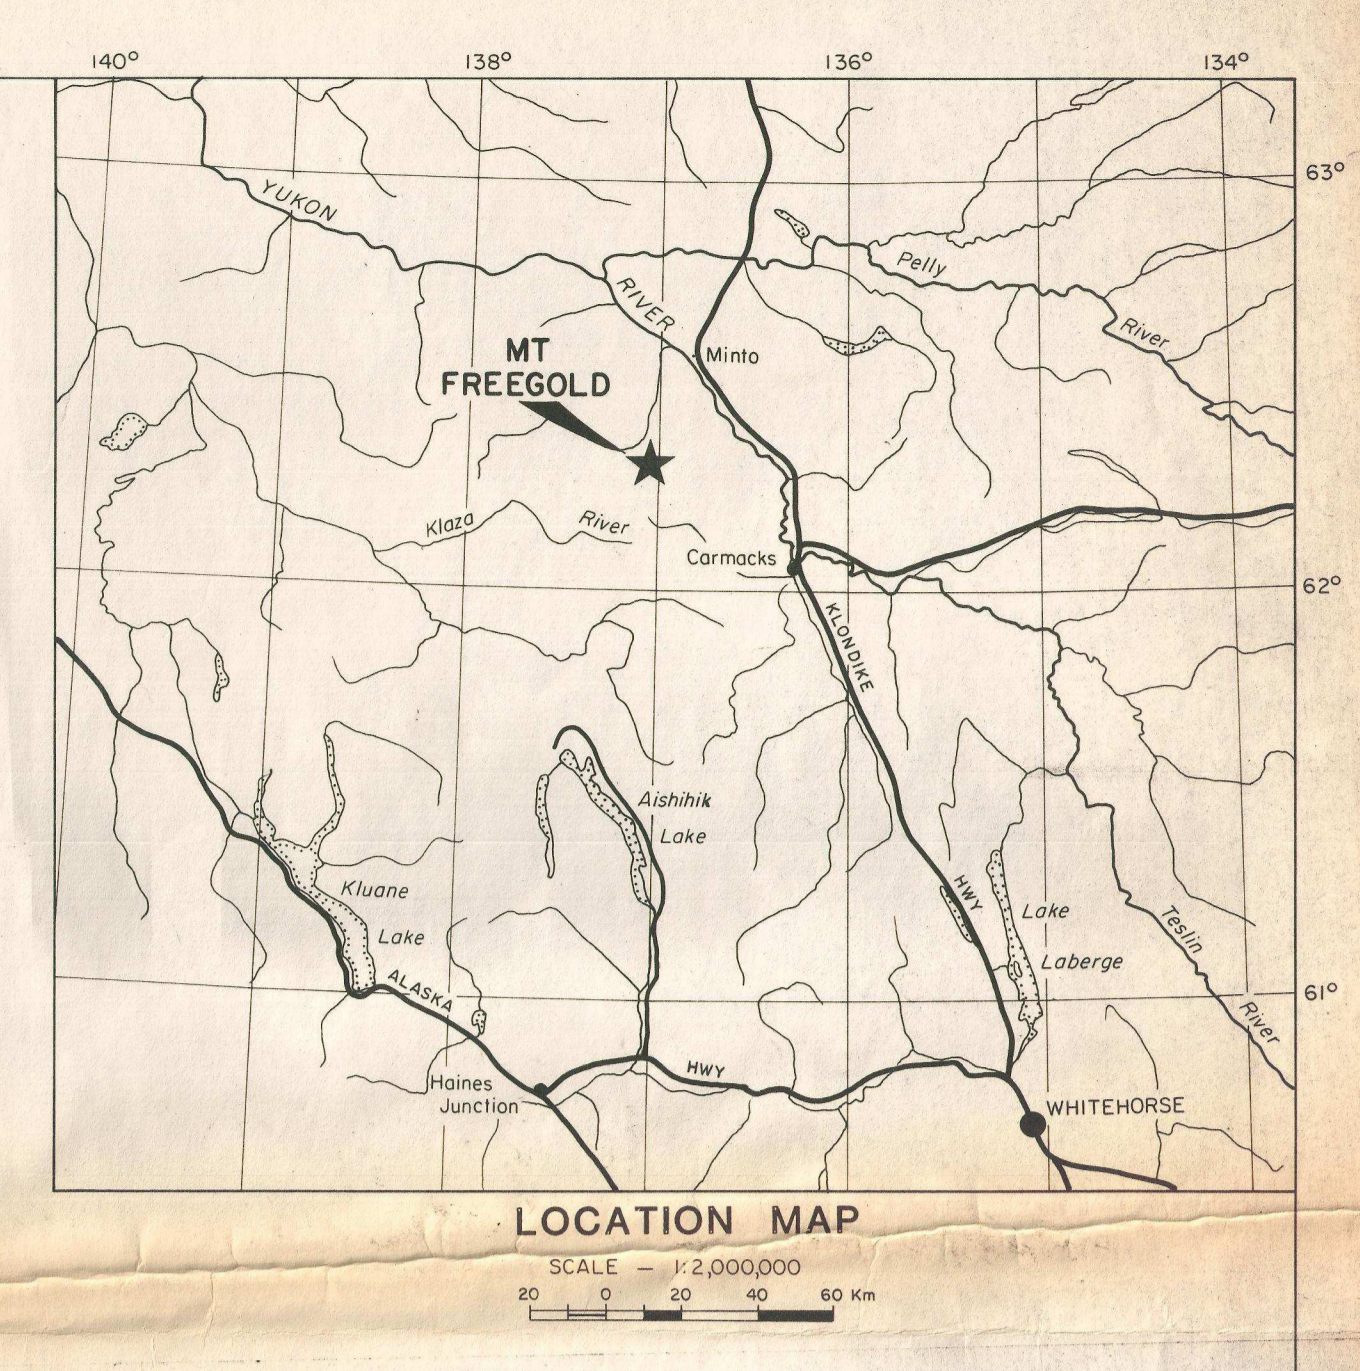 140° 138° 136° 134°
63°
YUKON
Pelly
RIVER
River
Minto
MT
FREEGOLD
Klaza River
Carmacks
62°
KLONDIKE
Aishihik
Lake
Kluane
Lake
HWY
Lake
Laberge
Teslin
River
ALASKA
61°
HWY
Haines
Junction
WHITEHORSE
LOCATION MAP
SCALE — 1:2,000,000
20 0 20 40 60 Km